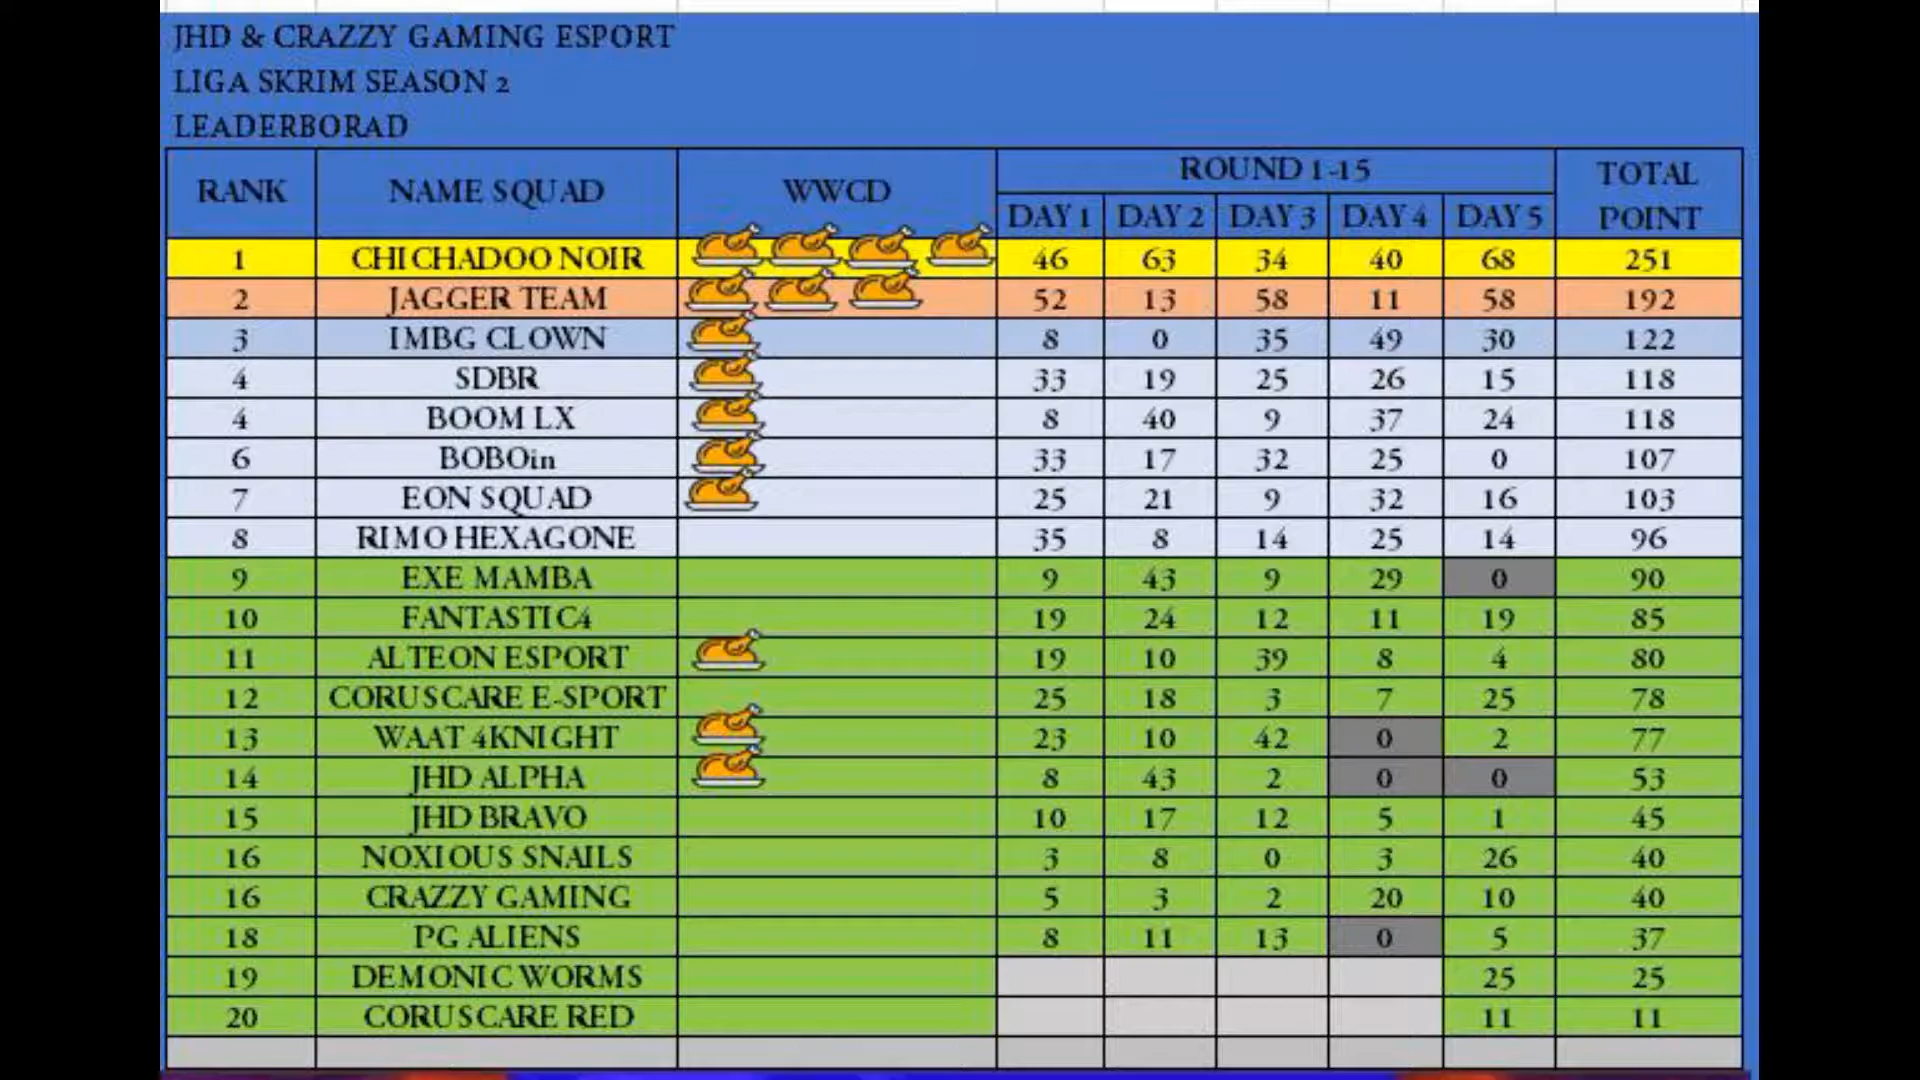 JHD & CRAZZY GAMING ESPORT
LIGA SKRIM SEASON 2
LEADERBORAD
RANK NAME SQUAD WWCD ROUND 1-15 TOTAL POINT
DAY 1 DAY 2 DAY 3 DAY 4 DAY 5
1 CHICHADOO NOIR 46 63 34 40 68 251
2 JAGGER TEAM 52 13 58 11 58 192
3 IMBG CLOWN 8 0 35 49 30 122
4 SDBR 33 19 25 26 15 118
4 BOOM LX 8 40 9 37 24 118
6 BOBOin 33 17 32 25 0 107
7 EON SQUAD 25 21 9 32 16 103
8 RIMO HEXAGONE 35 8 14 25 14 96
9 EXE MAMBA 9 43 9 29 0 90
10 FANTASTIC4 19 24 12 11 19 85
11 ALTEON ESPORT 19 10 39 8 4 80
12 CORUSCARE E-SPORT 25 18 3 7 25 78
13 WAAT 4KNIGHT 23 10 42 0 2 77
14 JHD ALPHA 8 43 2 0 0 53
15 JHD BRAVO 10 17 12 5 1 45
16 NOXIOUS SNAILS 3 8 0 3 26 40
16 CRAZZY GAMING 5 3 2 20 10 40
18 PG ALIENS 8 11 13 0 5 37
19 DEMONIC WORMS 25 25
20 CORUSCARE RED 11 11